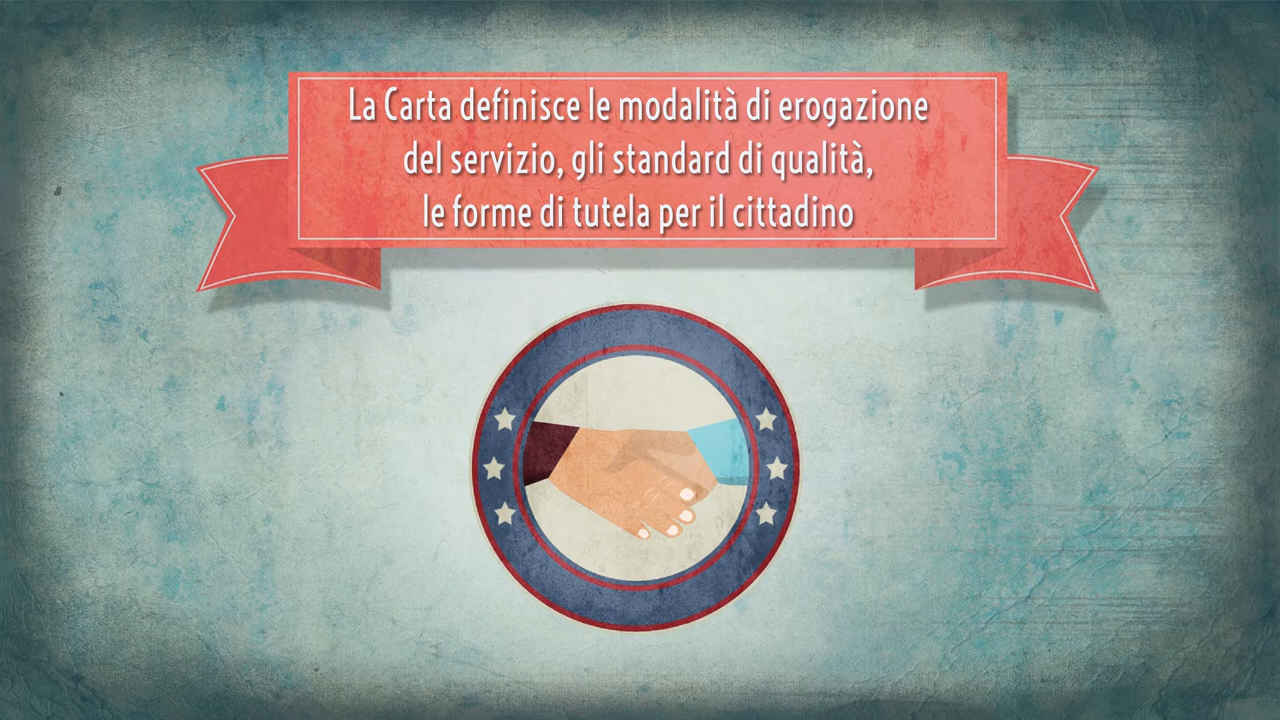 La Carta definisce le modalità di erogazione
del servizio, gli standard di qualità,
le forme di tutela per il cittadino